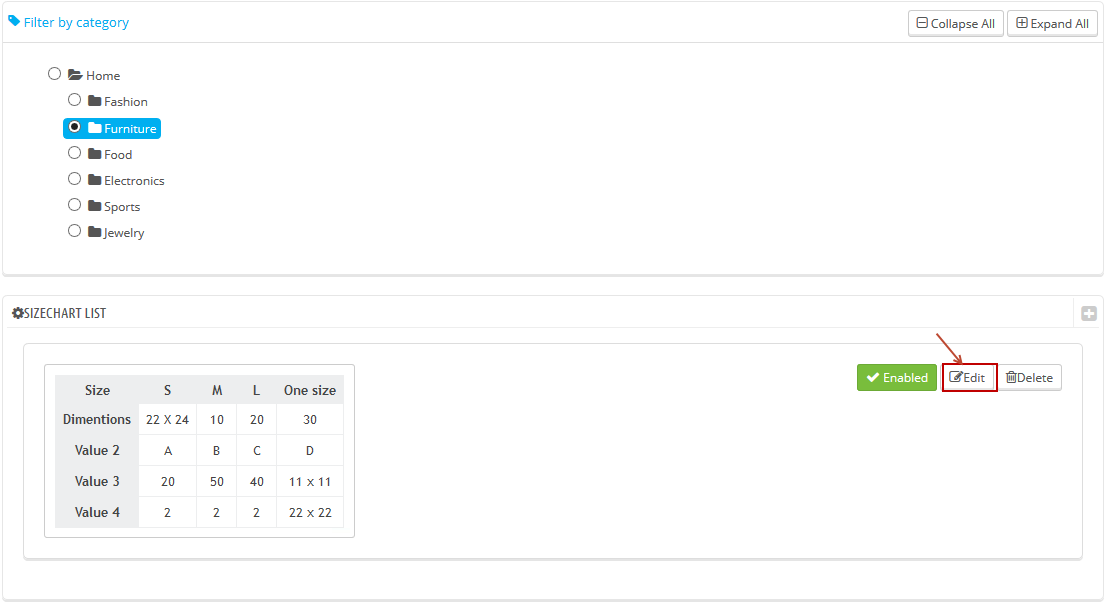 Filter by category
Collapse All Expand All
Home
Fashion
Furniture
Food
Electronics
Sports
Jewelry
SIZECHART LIST
Enabled Edit Delete
Size S M L One size
Dimentions 22 X 24 10 20 30
Value 2 A B C D
Value 3 20 50 40 11 x 11
Value 4 2 2 2 22 x 22